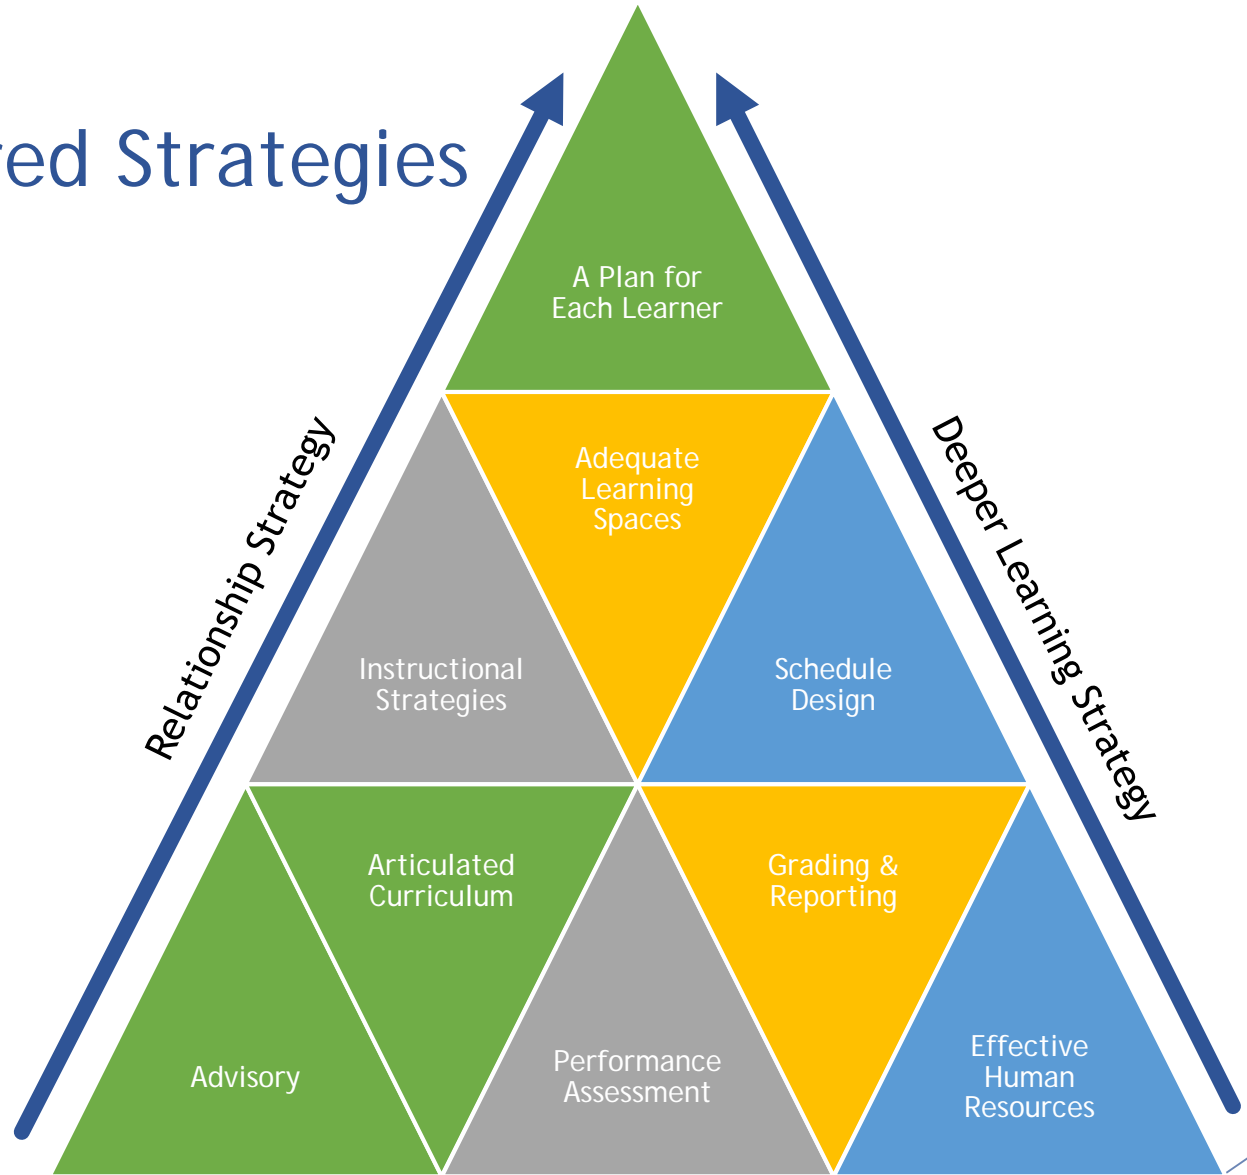 red Strategies
A Plan for
Each Learner
Relationship Strategy
Deeper Learning Strategy
Adequate
Learning
Spaces
Instructional
Strategies
Schedule
Design
Articulated
Curriculum
Grading &
Reporting
Advisory
Performance
Assessment
Effective
Human
Resources